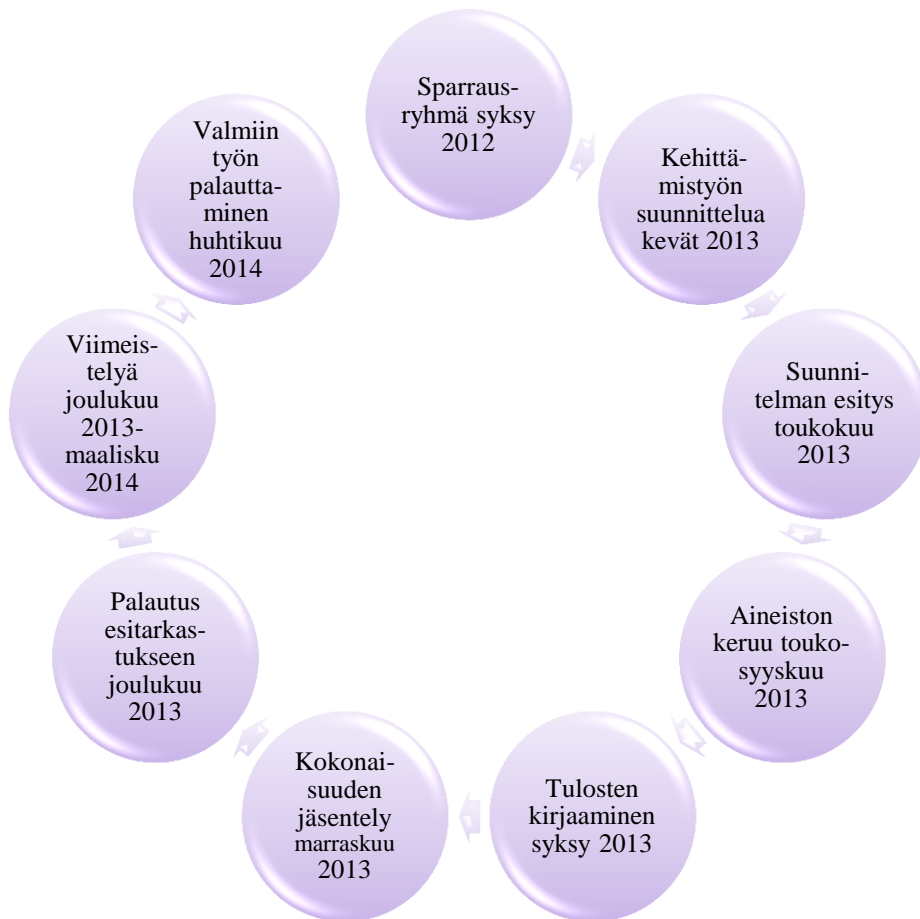 Sparraus-
ryhmä syksy
2012
Kehittä-
mistyön
suunnittelua
kevät 2013
Suunni-
telman esitys
toukokuu
2013
Aineiston
keruu touko-
syyskuu
2013
Tulosten
kirjaaminen
syksy 2013
Kokonai-
suuden
jäsentely
marraskuu
2013
Palautus
esitarkas-
tukseen
joulukuu
2013
Viimeis-
telyä
joulukuu
2013-
maalisku
2014
Valmiin
työn
palautta-
minen
huhtikuu
2014